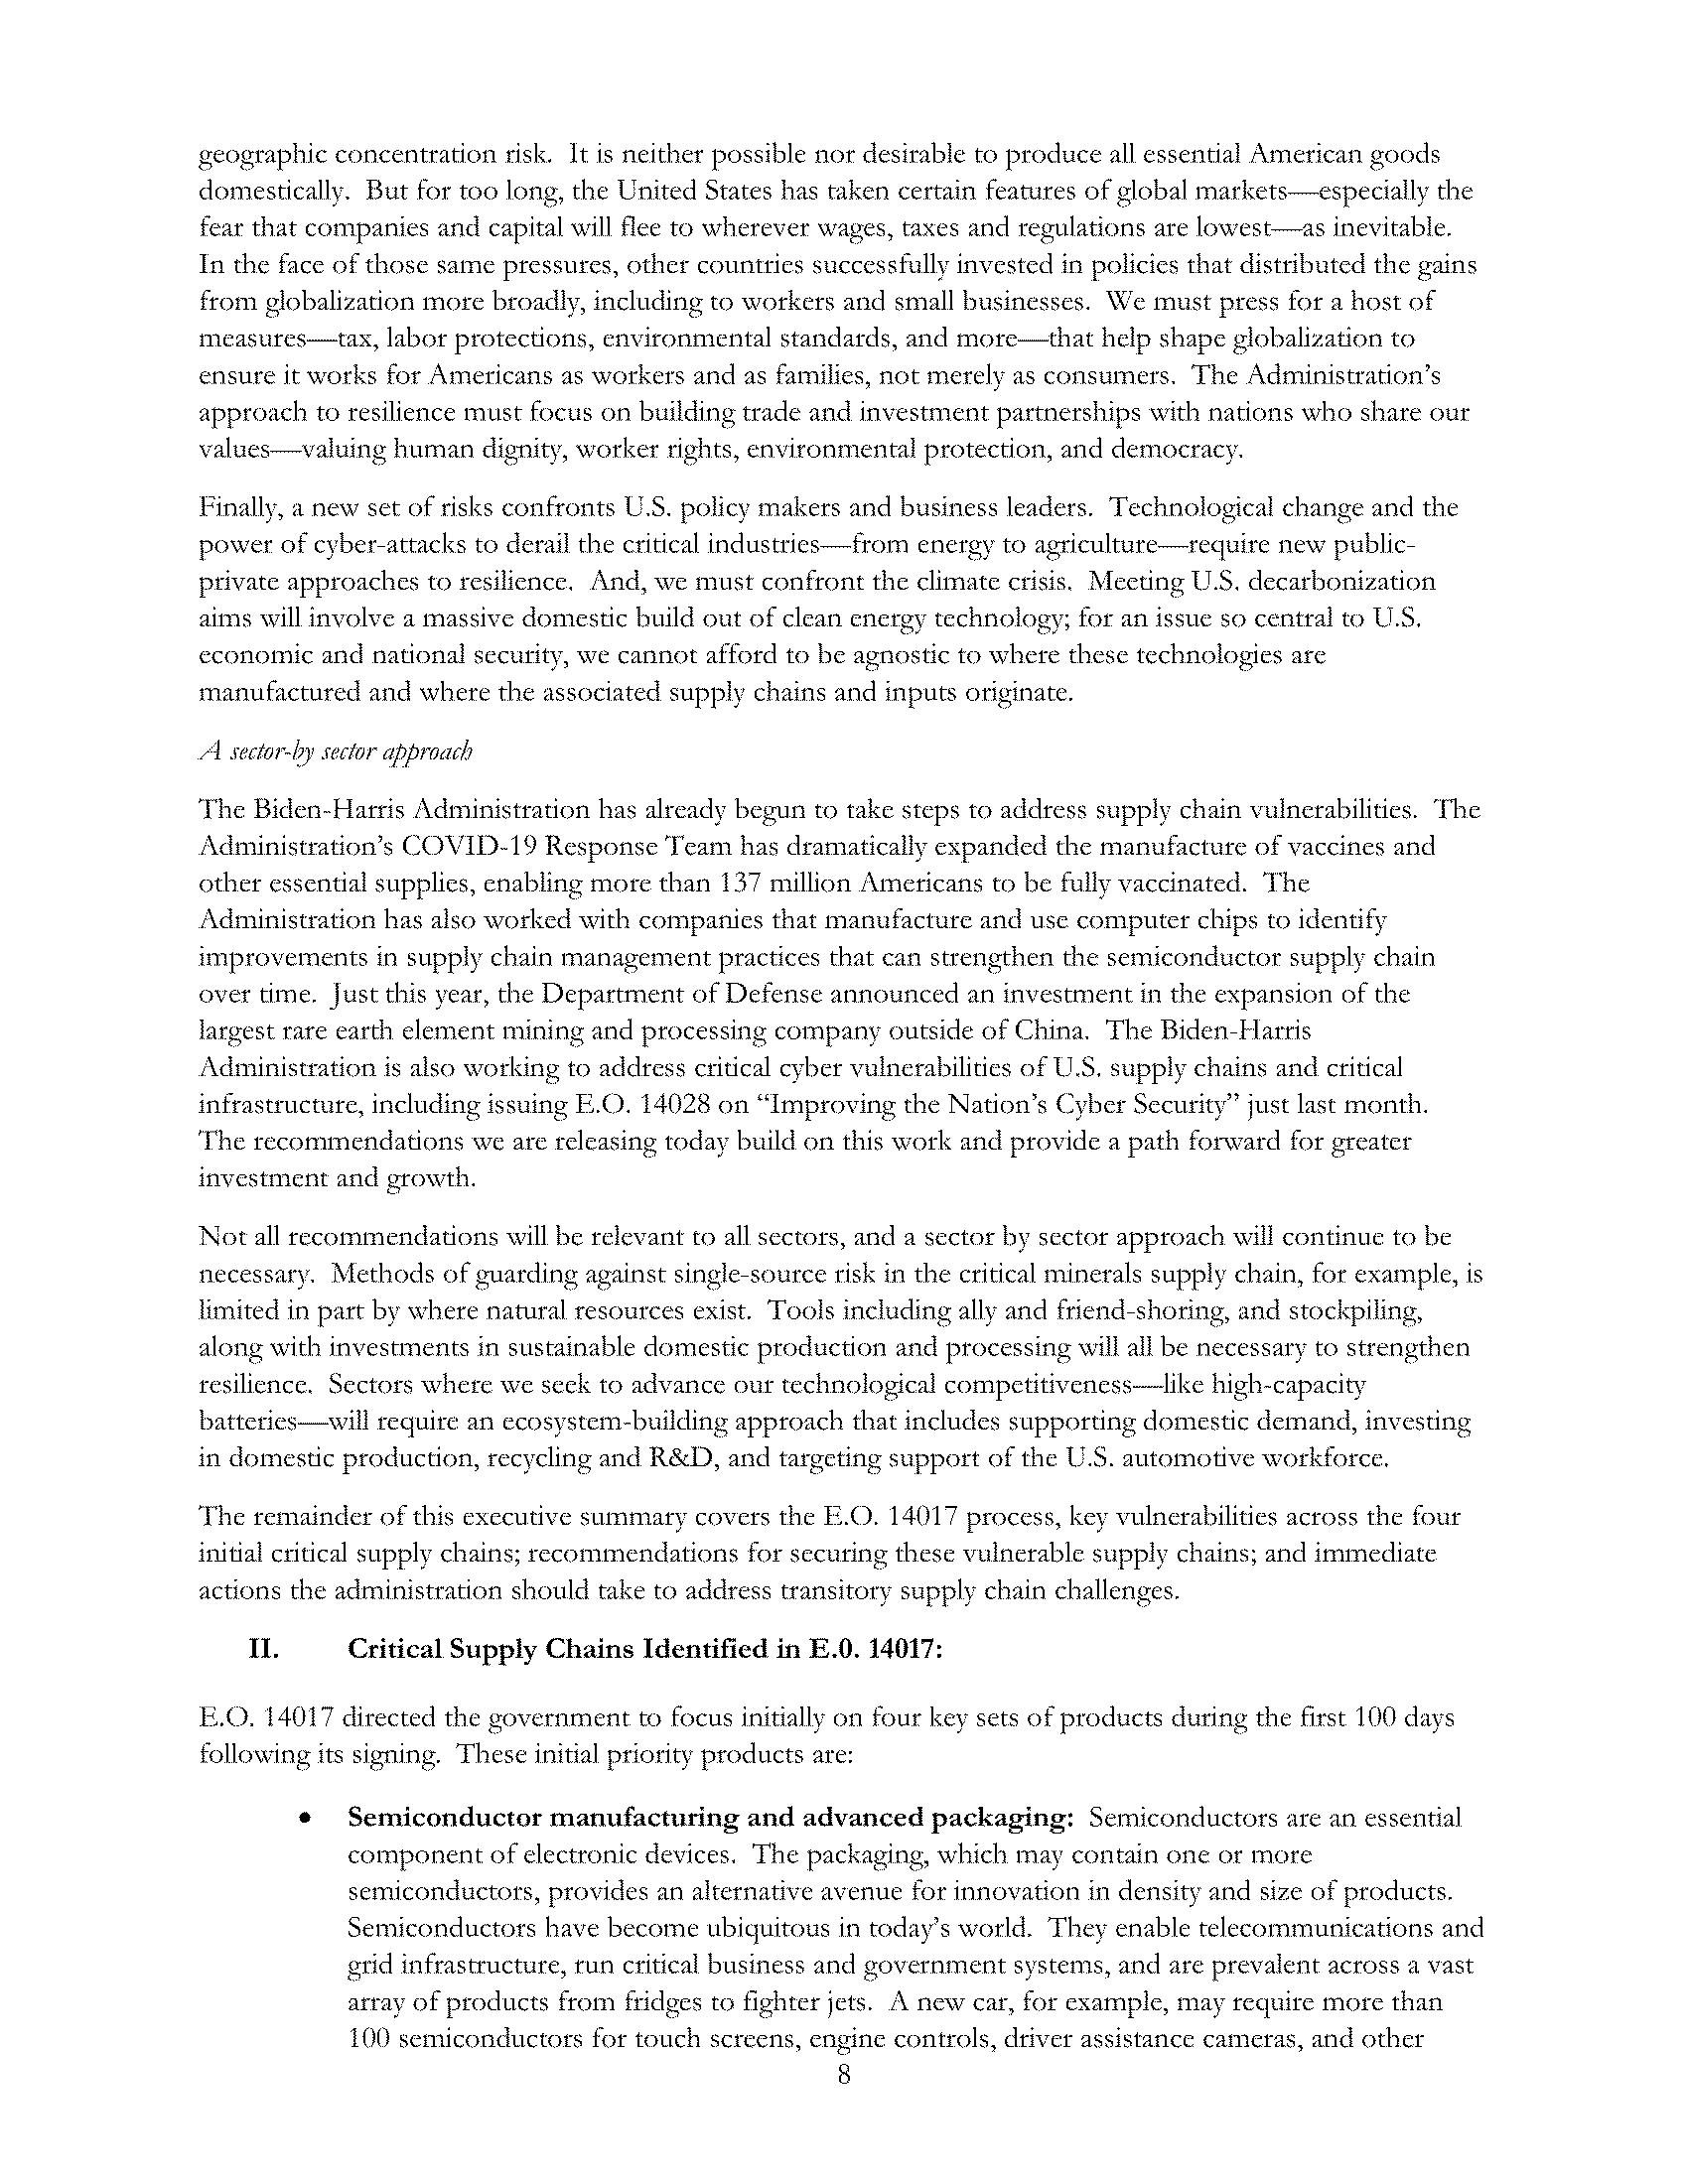 geographic concentration risk.  It is neither possible nor desirable to produce all essential American goods
domestically.  But for too long, the United States has taken certain features of global markets—especially the
fear that companies and capital will flee to wherever wages, taxes and regulations are lowest—as inevitable.
In the face of those same pressures, other countries successfully invested in policies that distributed the gains
from globalization more broadly, including to workers and small businesses.  We must press for a host of
measures—tax, labor protections, environmental standards, and more—that help shape globalization to
ensure it works for Americans as workers and as families, not merely as consumers.  The Administration’s
approach to resilience must focus on building trade and investment partnerships with nations who share our
values—valuing human dignity, worker rights, environmental protection, and democracy.
Finally, a new set of risks confronts U.S. policy makers and business leaders.  Technological change and the
power of cyber-attacks to derail the critical industries—from energy to agriculture—require new public-
private approaches to resilience.  And, we must confront the climate crisis.  Meeting U.S. decarbonization
aims will involve a massive domestic build out of clean energy technology; for an issue so central to U.S.
economic and national security, we cannot afford to be agnostic to where these technologies are
manufactured and where the associated supply chains and inputs originate.
A sector-by sector approach
The Biden-Harris Administration has already begun to take steps to address supply chain vulnerabilities.  The
Administration’s COVID-19 Response Team has dramatically expanded the manufacture of vaccines and
other essential supplies, enabling more than 137 million Americans to be fully vaccinated.  The
Administration has also worked with companies that manufacture and use computer chips to identify
improvements in supply chain management practices that can strengthen the semiconductor supply chain
over time.  Just this year, the Department of Defense announced an investment in the expansion of the
largest rare earth element mining and processing company outside of China.  The Biden-Harris
Administration is also working to address critical cyber vulnerabilities of U.S. supply chains and critical
infrastructure, including issuing E.O. 14028 on “Improving the Nation’s Cyber Security” just last month.
The recommendations we are releasing today build on this work and provide a path forward for greater
investment and growth.
Not all recommendations will be relevant to all sectors, and a sector by sector approach will continue to be
necessary.  Methods of guarding against single-source risk in the critical minerals supply chain, for example, is
limited in part by where natural resources exist.  Tools including ally and friend-shoring, and stockpiling,
along with investments in sustainable domestic production and processing will all be necessary to strengthen
resilience.  Sectors where we seek to advance our technological competitiveness—like high-capacity
batteries—will require an ecosystem-building approach that includes supporting domestic demand, investing
in domestic production, recycling and R&D, and targeting support of the U.S. automotive workforce.
The remainder of this executive summary covers the E.O. 14017 process, key vulnerabilities across the four
initial critical supply chains; recommendations for securing these vulnerable supply chains; and immediate
actions the administration should take to address transitory supply chain challenges.
II. Critical Supply Chains Identified in E.0. 14017:
E.O. 14017 directed the government to focus initially on four key sets of products during the first 100 days
following its signing.  These initial priority products are:
• Semiconductor manufacturing and advanced packaging:  Semiconductors are an essential
component of electronic devices.  The packaging, which may contain one or more
semiconductors, provides an alternative avenue for innovation in density and size of products.
Semiconductors have become ubiquitous in today’s world.  They enable telecommunications and
grid infrastructure, run critical business and government systems, and are prevalent across a vast
array of products from fridges to fighter jets.  A new car, for example, may require more than
100 semiconductors for touch screens, engine controls, driver assistance cameras, and other
8